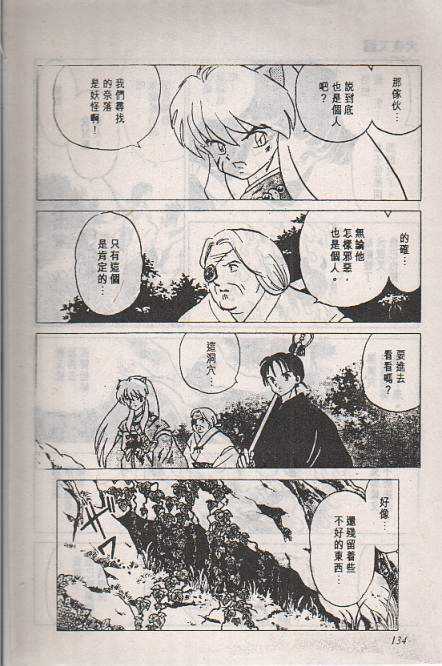 那傢伙…
說到底
也是個人
吧？
我們尋找
的奈落
是妖怪啊！
的確…
無論他
怎樣邪惡，
也是個人。
只有這個
是肯定的…
要進去
看看嗎？
這洞穴…
好像…
還殘留着些
不好的東西…
134